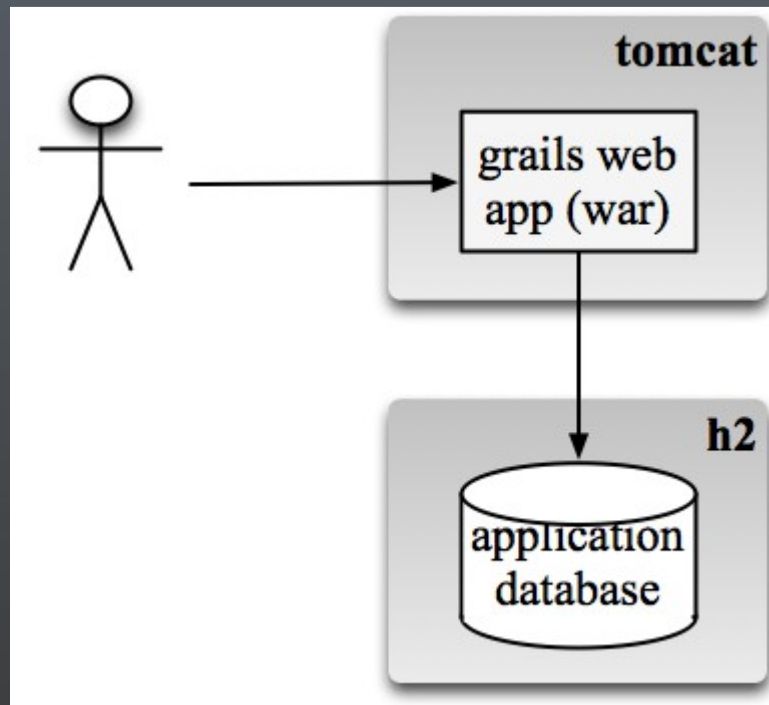 tomcat
grails web
app (war)
h2
application
database